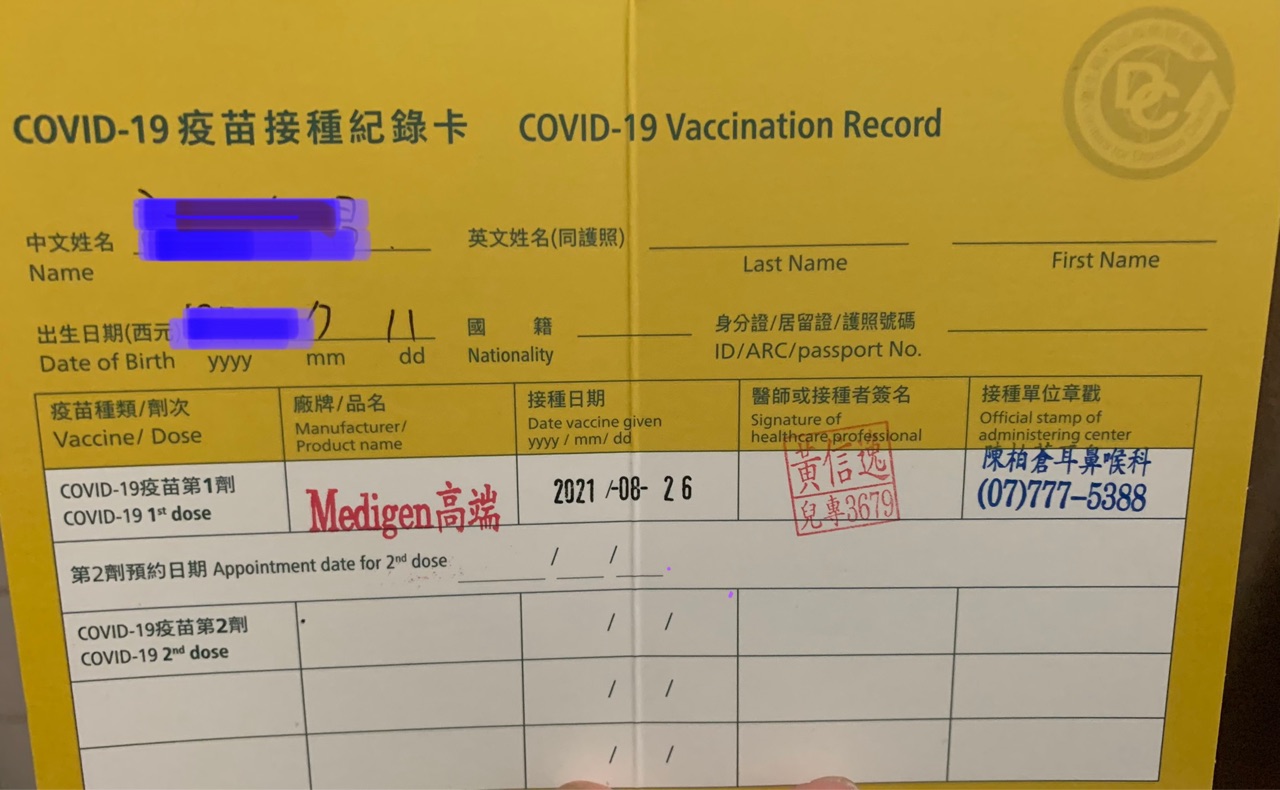 COVID-19 疫苗接種紀錄卡 COVID-19 Vaccination Record
中文姓名 英文姓名(同護照)
Name Last Name First Name
出生日期(西元 7 11 國 籍 身分證/居留證/護照號碼
Date of Birth yyyy mm dd Nationality ID/ARC/passport No.
疫苗種類/劑次 廠牌/品名 接種日期 醫師或接種者簽名 接種單位章戳
Vaccine/ Dose Manufacturer/ Product name Date vaccine given yyyy / mm/ dd Signature of healthcare professional Official stamp of administering center
COVID-19疫苗第1劑 Medigen高端 2021 /-08- 26 黃信逸 陳柏蒼耳鼻喉科
COVID-19 1st dose 兒專3679 (07)777-5388
第2劑預約日期 Appointment date for 2nd dose / /
COVID-19疫苗第2劑 / /
COVID-19 2nd dose
/ /
/ /